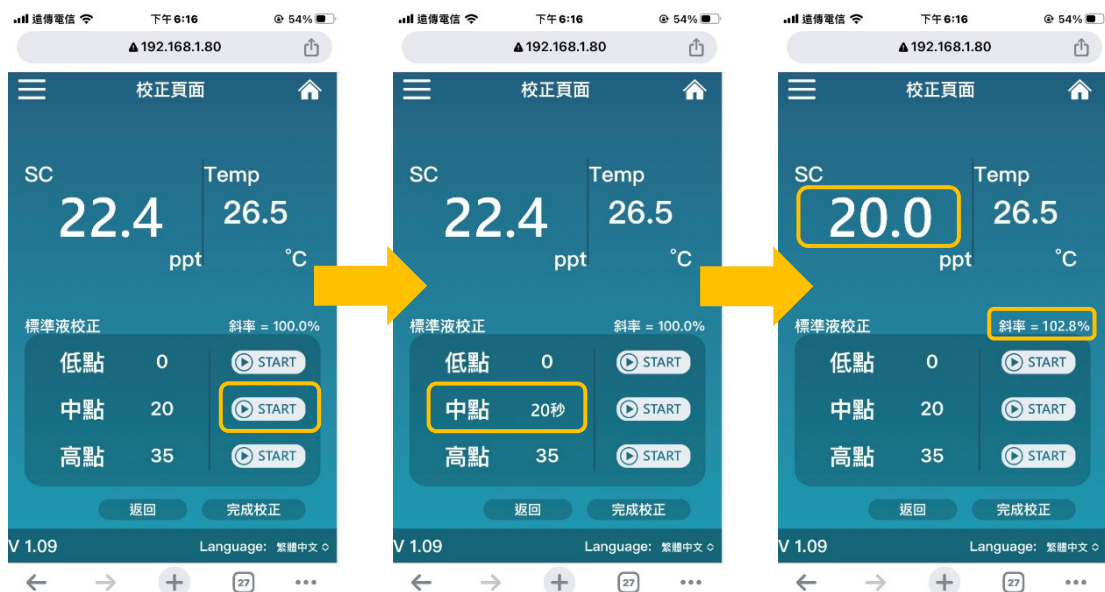 遠傳電信 下午 6:16 54%
192.168.1.80
校正頁面
SC Temp
22.4 26.5
ppt °C
標準液校正 斜率 = 100.0%
低點 0 START
中點 20 START
高點 35 START
返回 完成校正
V 1.09 Language: 繁體中文
27
遠傳電信 下午 6:16 54%
192.168.1.80
校正頁面
SC Temp
22.4 26.5
ppt °C
標準液校正 斜率 = 100.0%
低點 0 START
中點 20秒 START
高點 35 START
返回 完成校正
V 1.09 Language: 繁體中文
27
遠傳電信 下午 6:16 54%
192.168.1.80
校正頁面
SC Temp
20.0 26.5
ppt °C
標準液校正 斜率 = 102.8%
低點 0 START
中點 20 START
高點 35 START
返回 完成校正
V 1.09 Language: 繁體中文
27